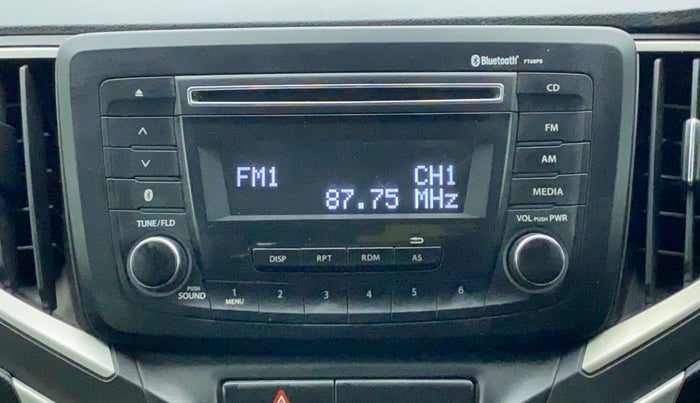 Bluetooth® FT68PB
CD
FM
AM
MEDIA
FM1 CH1
87.75 MHz
TUNE/FLD
VOL PUSH PWR
DISP RPT RDM AS
PUSH
SOUND
1 2 3 4 5 6
MENU